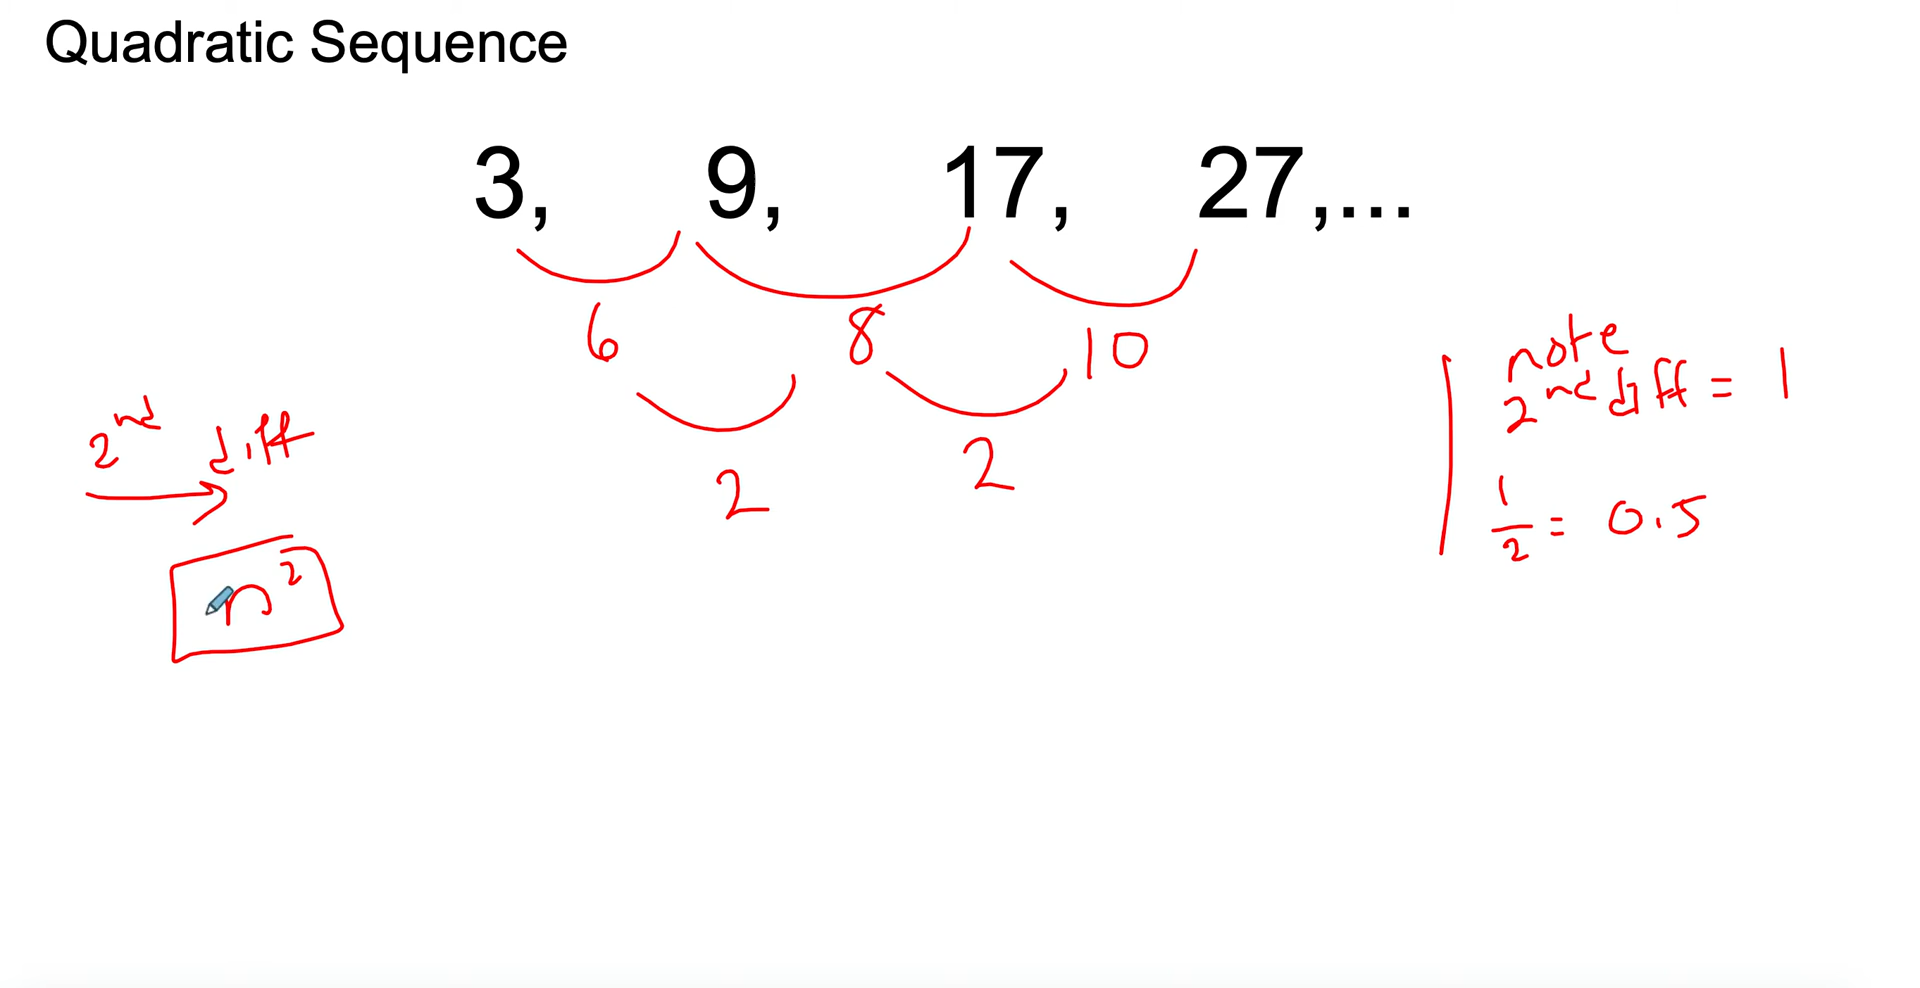 Quadratic Sequence
3, 9, 17, 27,...
6 8 10
2 2
2nd diff
n²
note
2nd diff = 1
1/2 = 0.5